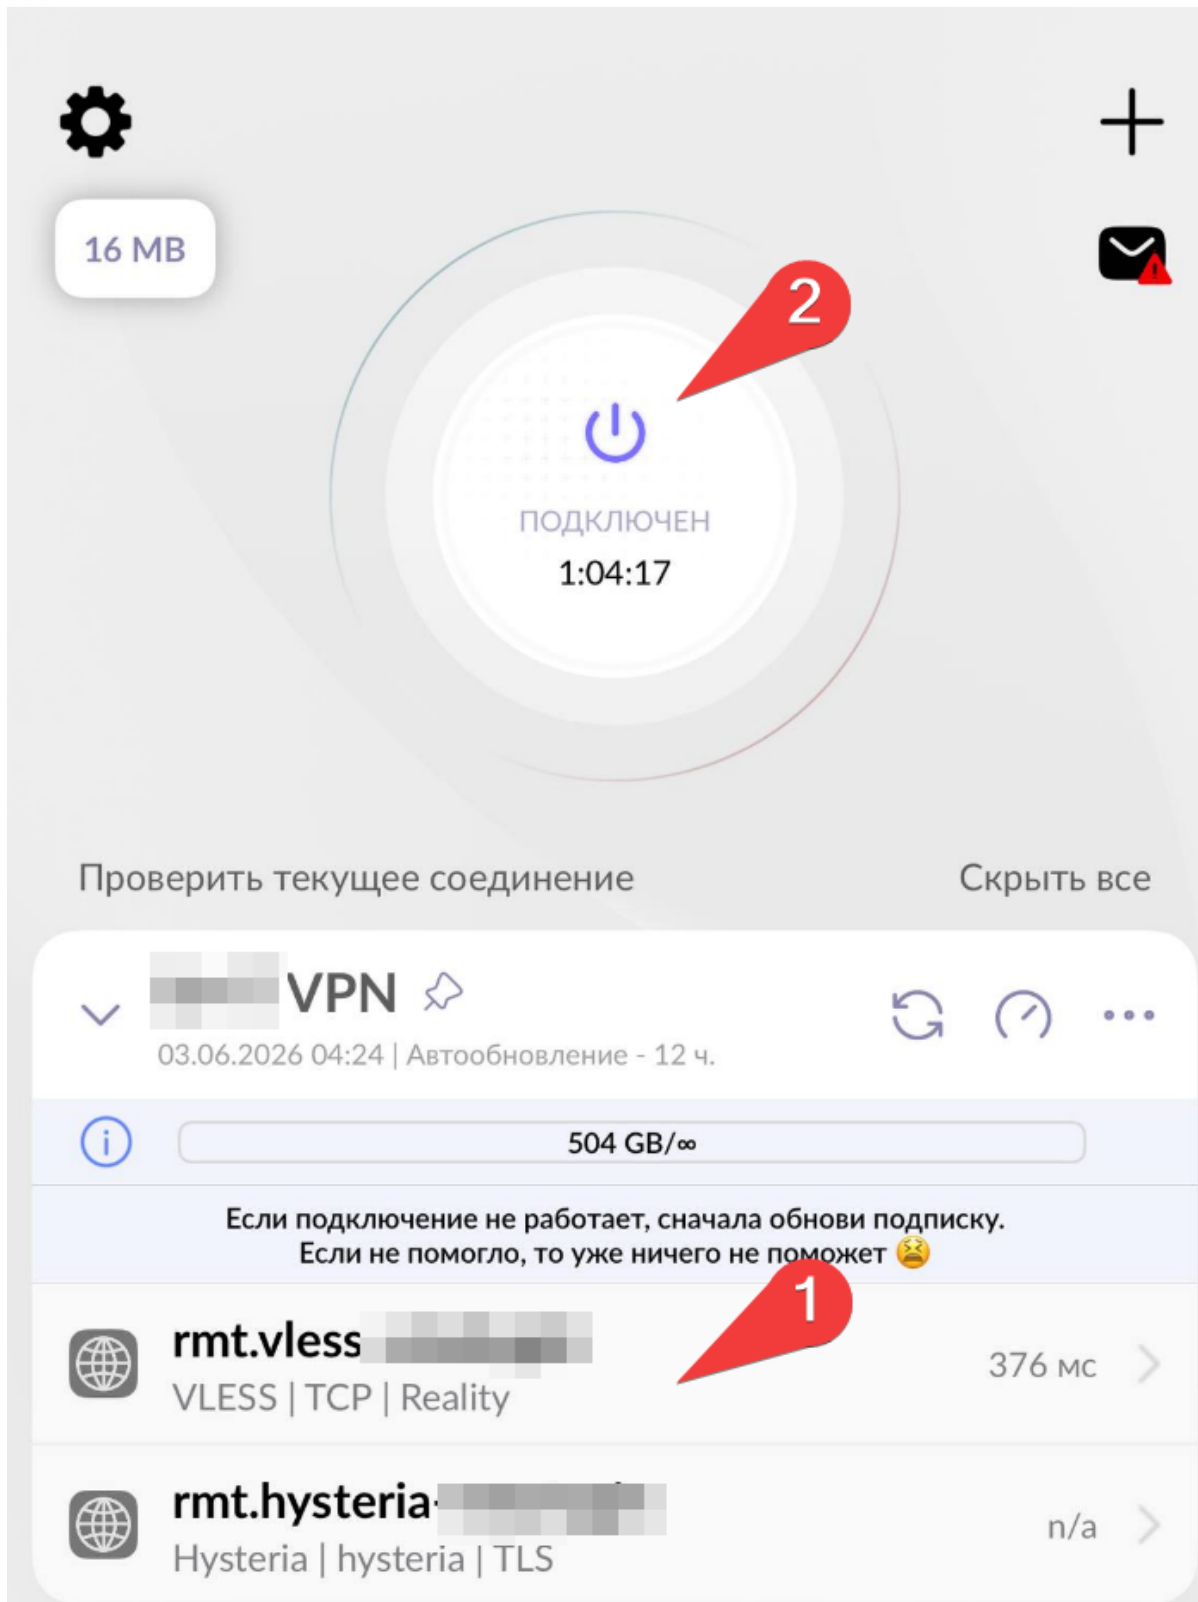 16 MB
2
ПОДКЛЮЧЕН
1:04:17
Проверить текущее соединение
Скрыть все
VPN
03.06.2026 04:24 | Автообновление - 12 ч.
504 GB/∞
Если подключение не работает, сначала обнови подписку.
Если не помогло, то уже ничего не поможет 😫
1
rmt.vless
376 мс
VLESS | TCP | Reality
rmt.hysteria-
n/a
Hysteria | hysteria | TLS